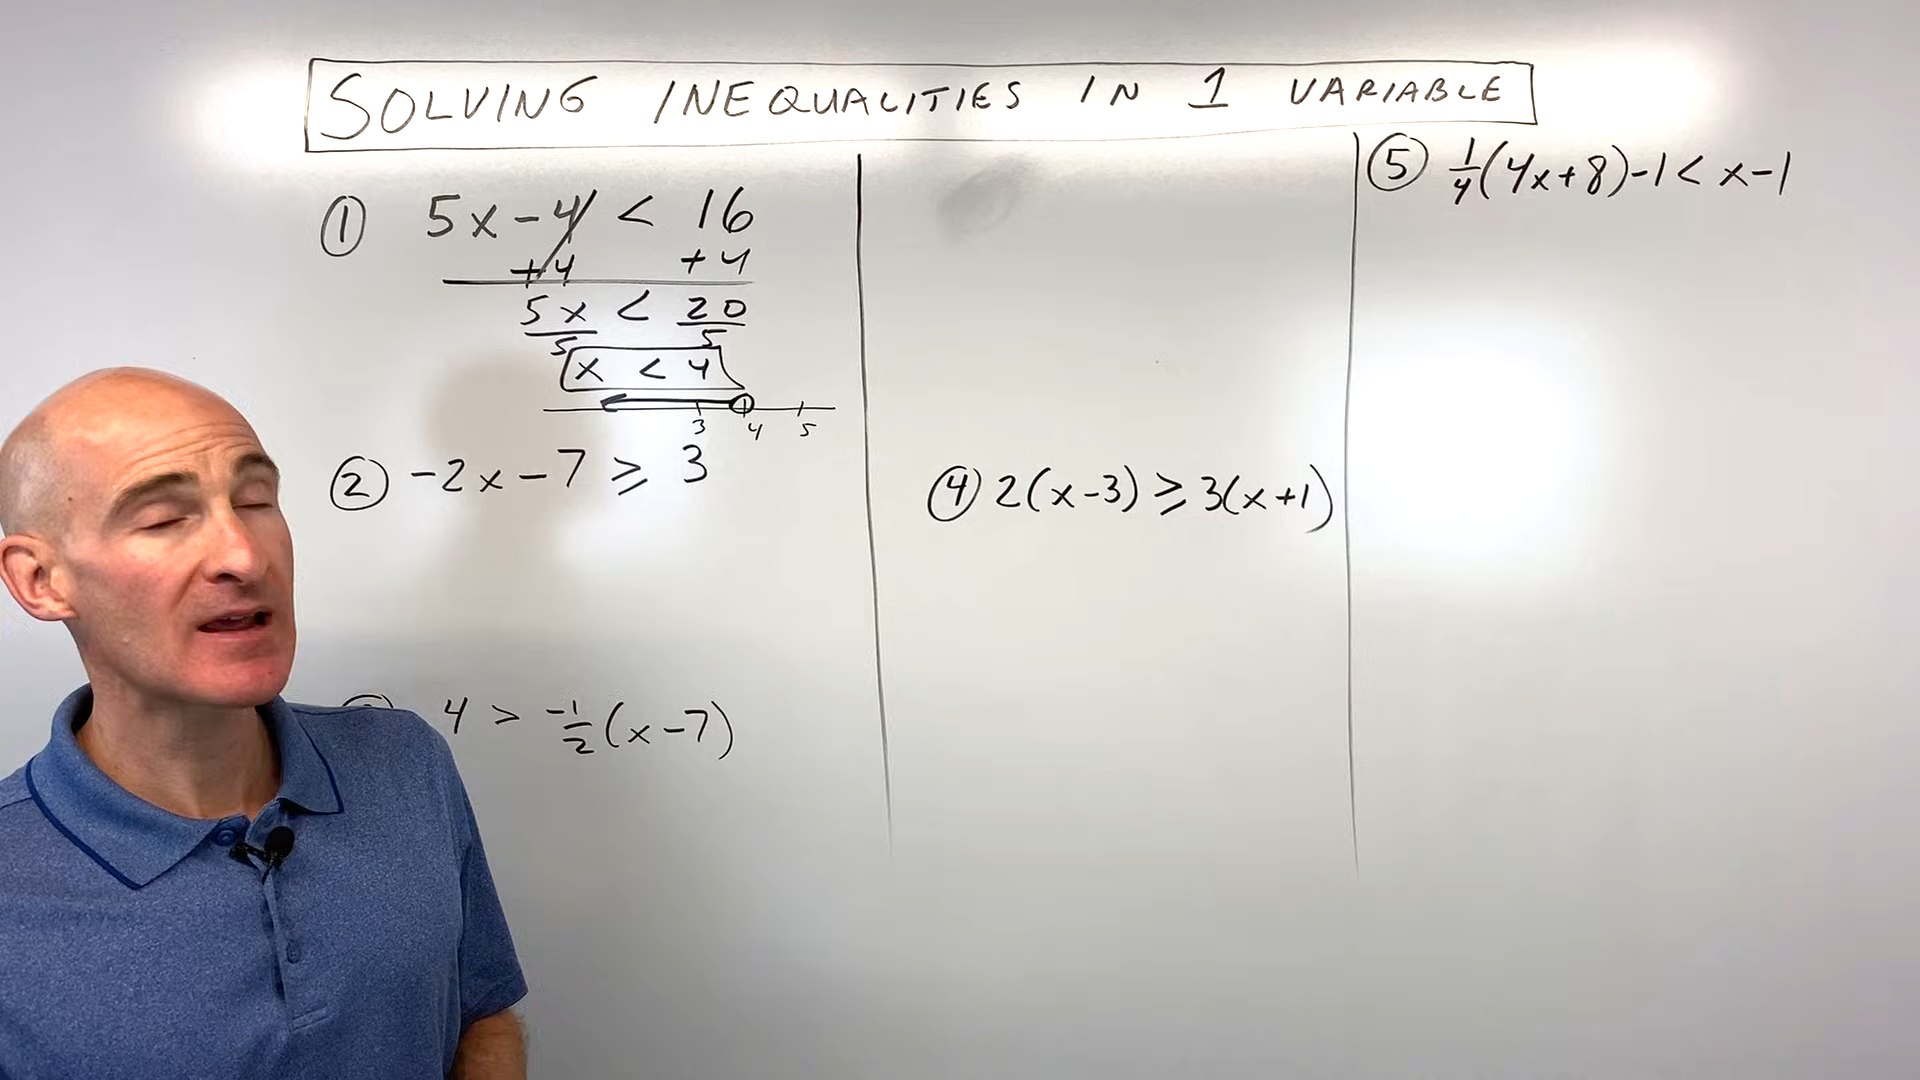 SOLVING INEQUALITIES IN 1 VARIABLE
① 5x - 4 < 16
+4 +4
5x < 20
5 5
x < 4
3 4 5
② -2x - 7 ≥ 3
4 > -1/2 (x - 7)
④ 2(x-3) ≥ 3(x+1)
⑤ 1/4 (4x+8) - 1 < x - 1